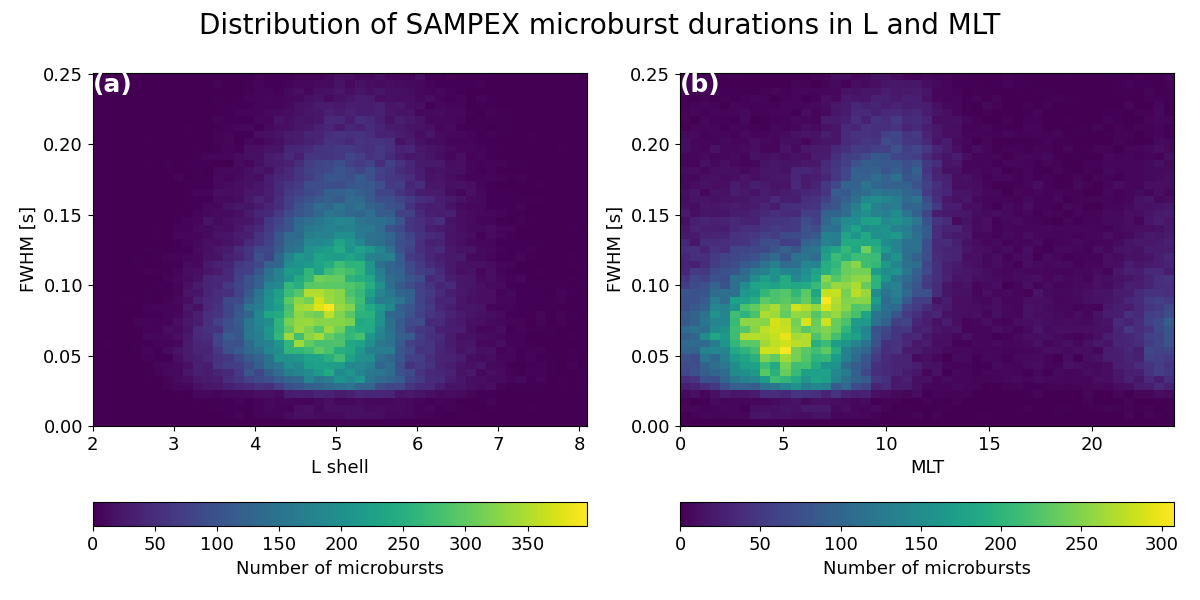 Distribution of SAMPEX microburst durations in L and MLT
(a)
FWHM [s]
0.25
0.20
0.15
0.10
0.05
0.00
2 3 4 5 6 7 8
L shell
0 50 100 150 200 250 300 350
Number of microbursts
(b)
FWHM [s]
0.25
0.20
0.15
0.10
0.05
0.00
0 5 10 15 20
MLT
0 50 100 150 200 250 300
Number of microbursts